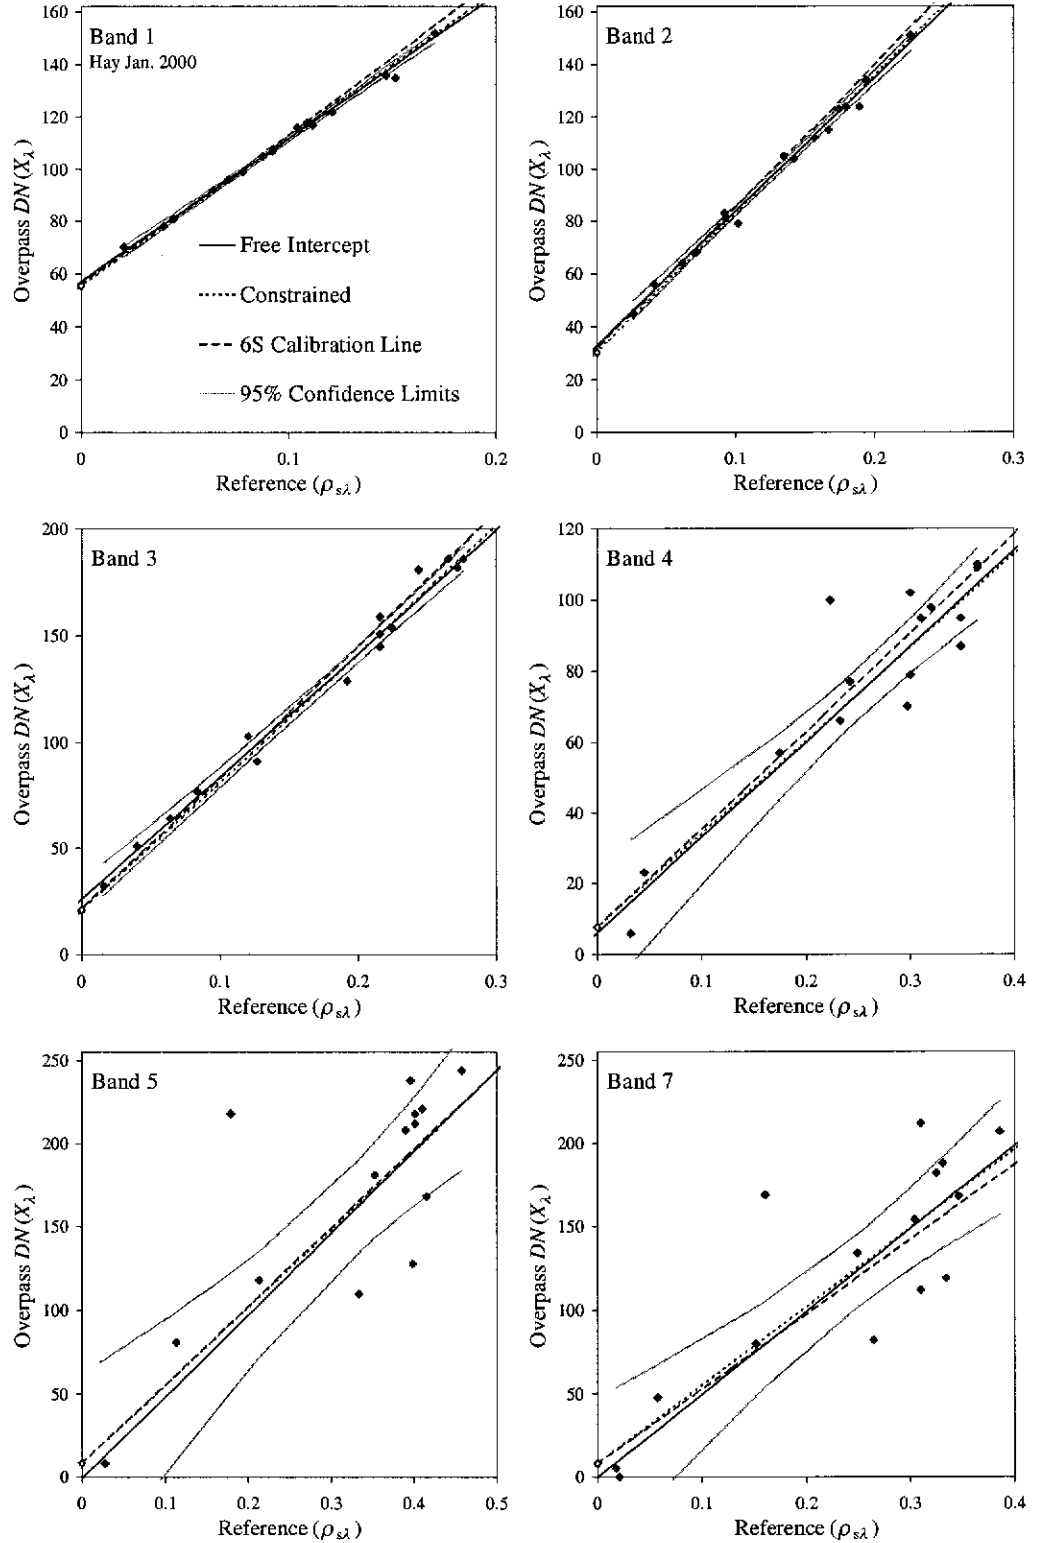 Band 1
Hay Jan. 2000
Overpass DN(Xλ)
160
140
120
100
80
60
40
20
0
Free Intercept
Constrained
6S Calibration Line
95% Confidence Limits
0 0.1 0.2
Reference (ρsλ)
Band 2
Overpass DN(Xλ)
160
140
120
100
80
60
40
20
0
0 0.1 0.2 0.3
Reference (ρsλ)
Band 3
Overpass DN(Xλ)
200
150
100
50
0
0 0.1 0.2 0.3
Reference (ρsλ)
Band 4
Overpass DN(Xλ)
120
100
80
60
40
20
0
0 0.1 0.2 0.3 0.4
Reference (ρsλ)
Band 5
Overpass DN(Xλ)
250
200
150
100
50
0
0 0.1 0.2 0.3 0.4 0.5
Reference (ρsλ)
Band 7
Overpass DN(Xλ)
250
200
150
100
50
0
0 0.1 0.2 0.3 0.4
Reference (ρsλ)